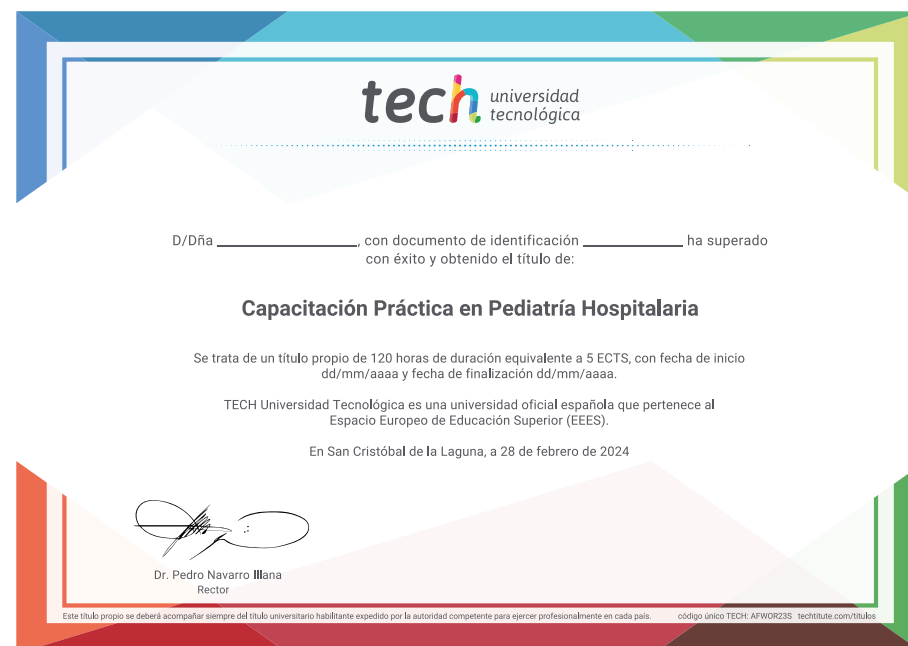 tech universidad
tecnológica
D/Dña ____________________, con documento de identificación ______________ ha superado
con éxito y obtenido el título de:
Capacitación Práctica en Pediatría Hospitalaria
Se trata de un título propio de 120 horas de duración equivalente a 5 ECTS, con fecha de inicio
dd/mm/aaaa y fecha de finalización dd/mm/aaaa.
TECH Universidad Tecnológica es una universidad oficial española que pertenece al
Espacio Europeo de Educación Superior (EEES).
En San Cristóbal de la Laguna, a 28 de febrero de 2024
Dr. Pedro Navarro Illana
Rector
Este título propio se deberá acompañar siempre del título universitario habilitante expedido por la autoridad competente para ejercer profesionalmente en cada país. código único TECH: AFWOR23S techtitute.com/titulos